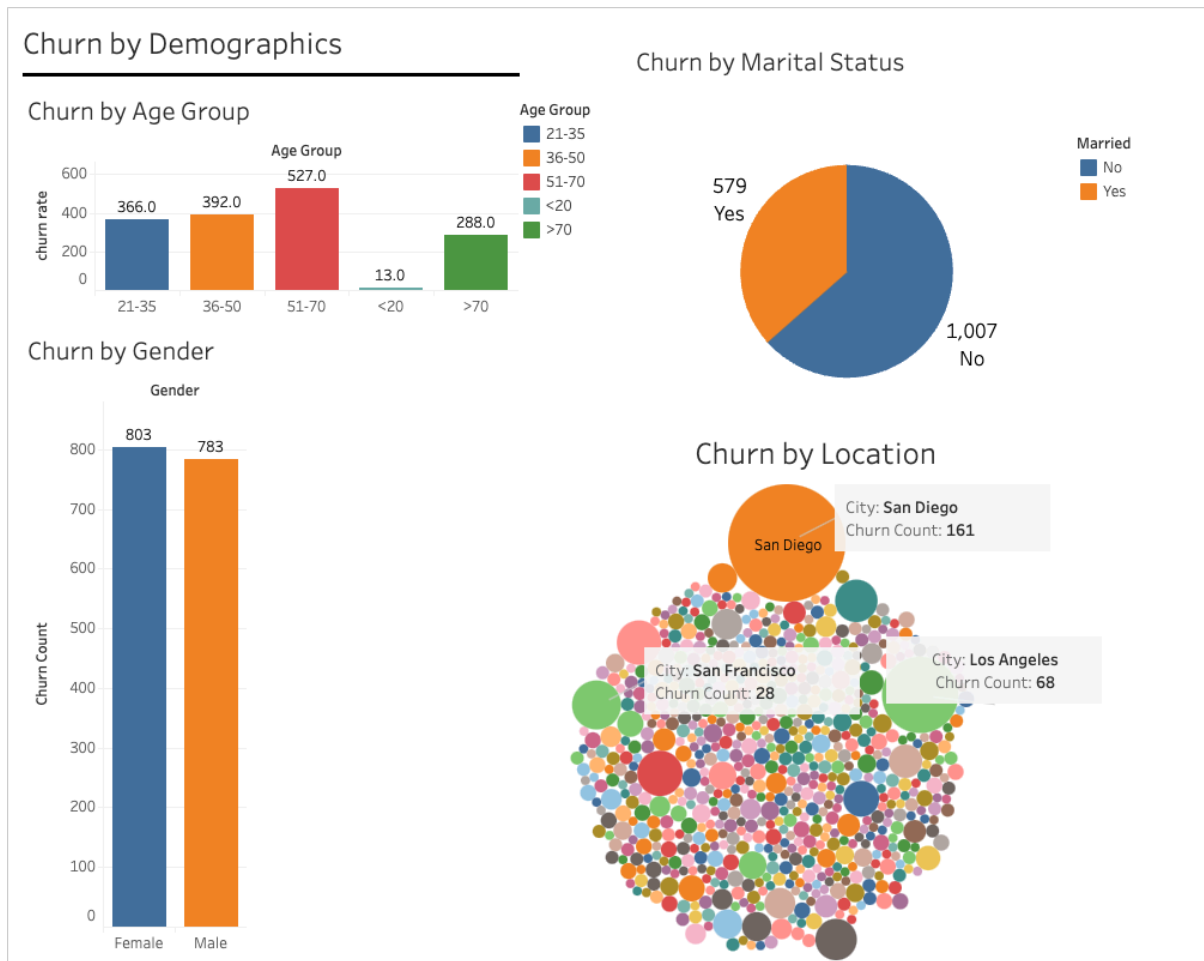 Churn by Demographics
Churn by Age Group
Age Group
churn rate
600
400
200
0
366.0
392.0
527.0
13.0
288.0
21-35
36-50
51-70
<20
>70
Age Group
21-35
36-50
51-70
<20
>70
Churn by Gender
Gender
Churn Count
800
700
600
500
400
300
200
100
0
803
783
Female
Male
Churn by Marital Status
579
Yes
1,007
No
Married
No
Yes
Churn by Location
San Diego
City: San Diego
Churn Count: 161
City: San Francisco
Churn Count: 28
City: Los Angeles
Churn Count: 68